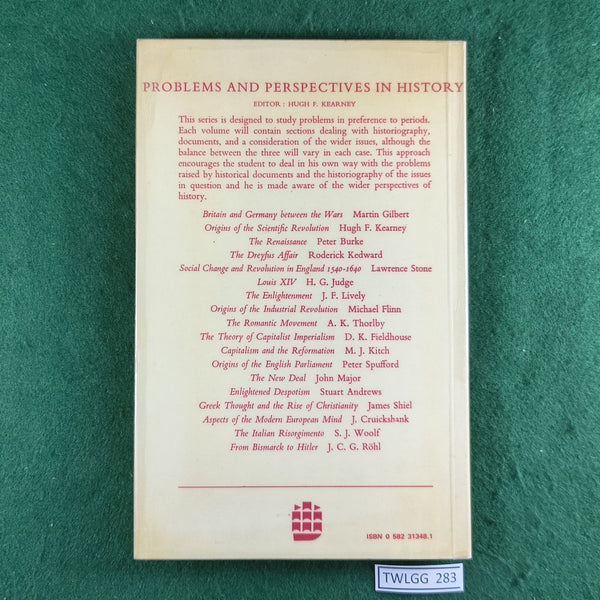 PROBLEMS AND PERSPECTIVES IN HISTORY
EDITOR : HUGH F. KEARNEY
This series is designed to study problems in preference to periods.
Each volume will contain sections dealing with historiography,
documents, and a consideration of the wider issues, although the
balance between the three will vary in each case. This approach
encourages the student to deal in his own way with the problems
raised by historical documents and the historiography of the issues
in question and he is made aware of the wider perspectives of
history.
Britain and Germany between the Wars Martin Gilbert
Origins of the Scientific Revolution Hugh F. Kearney
The Renaissance Peter Burke
The Dreyfus Affair Roderick Kedward
Social Change and Revolution in England 1540-1640 Lawrence Stone
Louis XIV H. G. Judge
The Enlightenment J. F. Lively
Origins of the Industrial Revolution Michael Flinn
The Romantic Movement A. K. Thorlby
The Theory of Capitalist Imperialism D. K. Fieldhouse
Capitalism and the Reformation M. J. Kitch
Origins of the English Parliament Peter Spufford
The New Deal John Major
Enlightened Despotism Stuart Andrews
Greek Thought and the Rise of Christianity James Shiel
Aspects of the Modern European Mind J. Cruickshank
The Italian Risorgimento S. J. Woolf
From Bismarck to Hitler J. C. G. Röhl
ISBN 0 582 31348.1
TWLGG 283